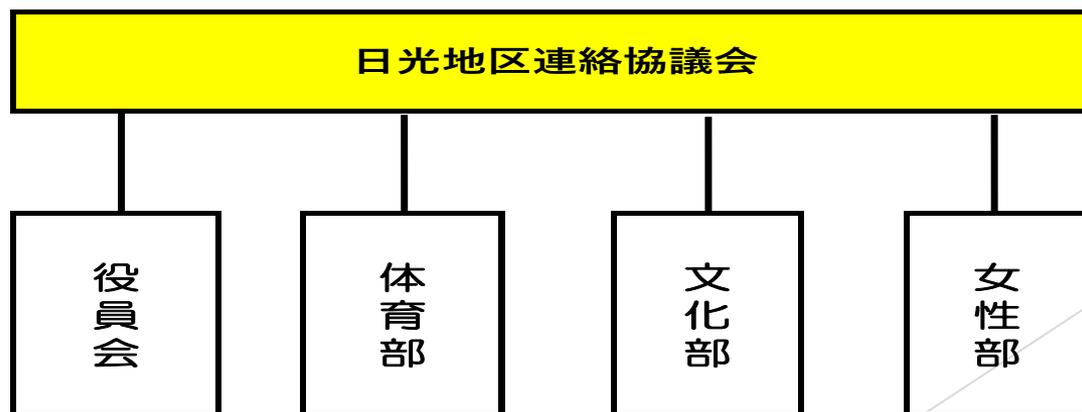 日光地区連絡協議会
役員会
体育部
文化部
女性部